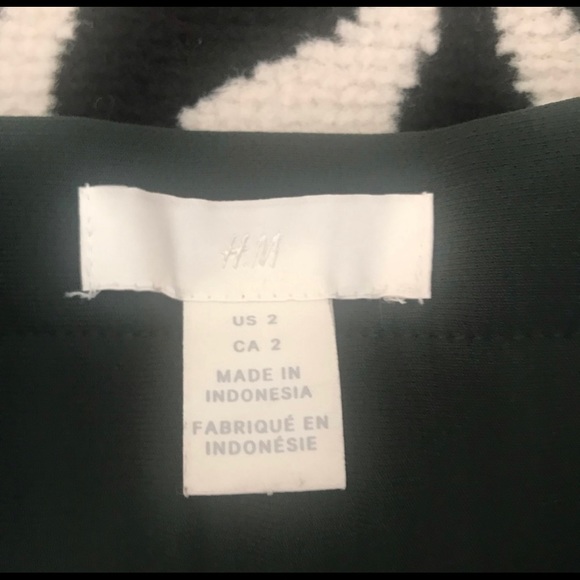 H&M
US 2
CA 2
MADE IN
INDONESIA
FABRIQUÉ EN
INDONÉSIE